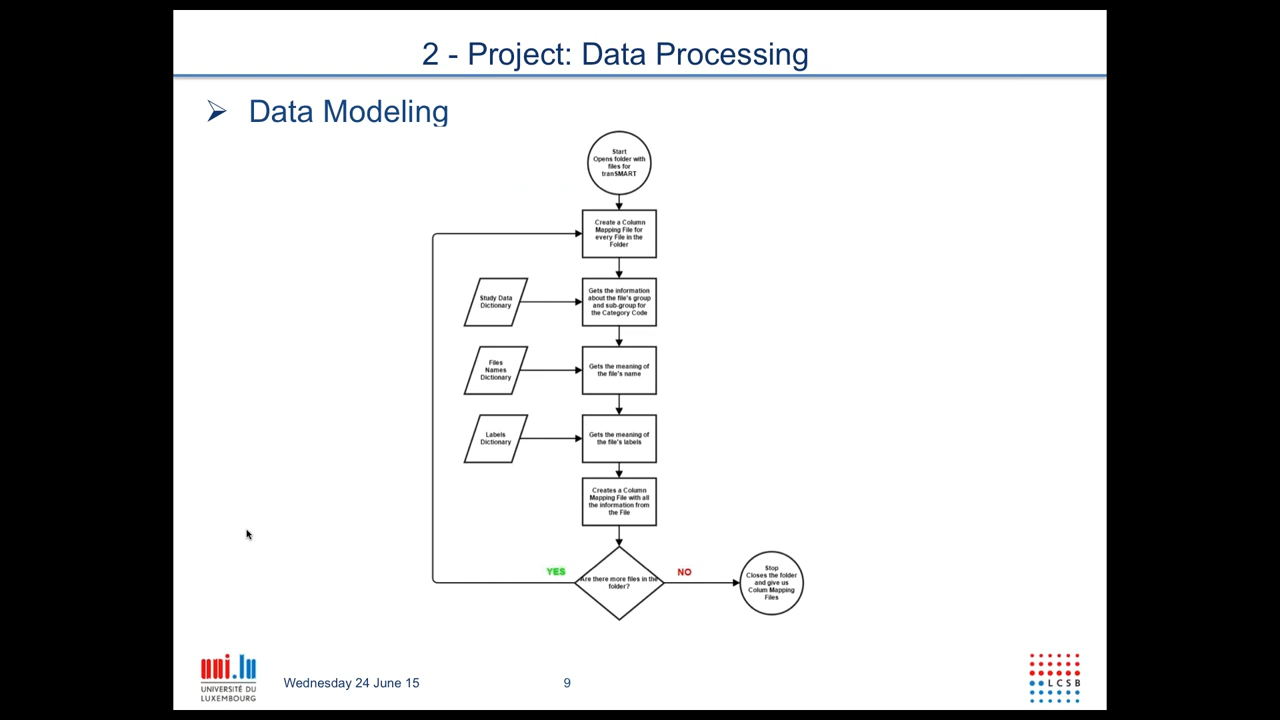 2 - Project: Data Processing
Data Modeling
Start
Opens folder with
files for
tranSMART
Create a Column
Mapping File for
every File in the
Folder
Study Data
Dictionary
Gets the information
about the file's group
and sub-group for
the Category Code
Files
Names
Dictionary
Gets the meaning of
the file's name
Labels
Dictionary
Gets the meaning of
the file's labels
Creates a Column
Mapping File with all
the information from
the File
YES
Are there more files in the
folder?
NO
Stop
Closes the folder
and give us
Colum Mapping
Files
uni.lu
UNIVERSITÉ DU
LUXEMBOURG
Wednesday 24 June 15
9
LCSB